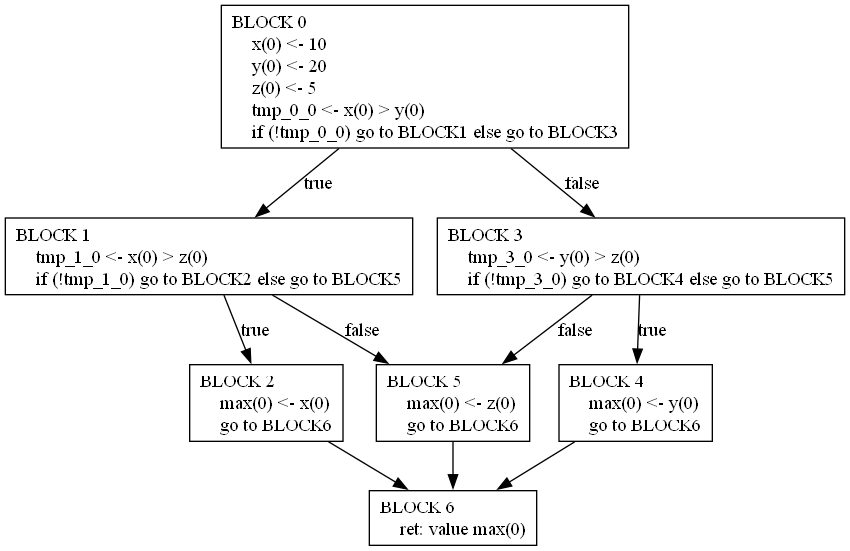 BLOCK 0
x(0) <- 10
y(0) <- 20
z(0) <- 5
tmp_0_0 <- x(0) > y(0)
if (!tmp_0_0) go to BLOCK1 else go to BLOCK3
true
false
BLOCK 1
tmp_1_0 <- x(0) > z(0)
if (!tmp_1_0) go to BLOCK2 else go to BLOCK5
BLOCK 3
tmp_3_0 <- y(0) > z(0)
if (!tmp_3_0) go to BLOCK4 else go to BLOCK5
true
false
false
true
BLOCK 2
max(0) <- x(0)
go to BLOCK6
BLOCK 5
max(0) <- z(0)
go to BLOCK6
BLOCK 4
max(0) <- y(0)
go to BLOCK6
BLOCK 6
ret: value max(0)